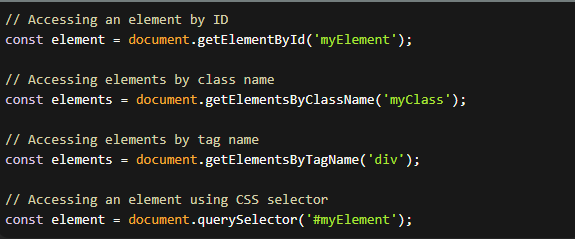 // Accessing an element by ID
const element = document.getElementById('myElement');
// Accessing elements by class name
const elements = document.getElementsByClassName('myClass');
// Accessing elements by tag name
const elements = document.getElementsByTagName('div');
// Accessing an element using CSS selector
const element = document.querySelector('#myElement');